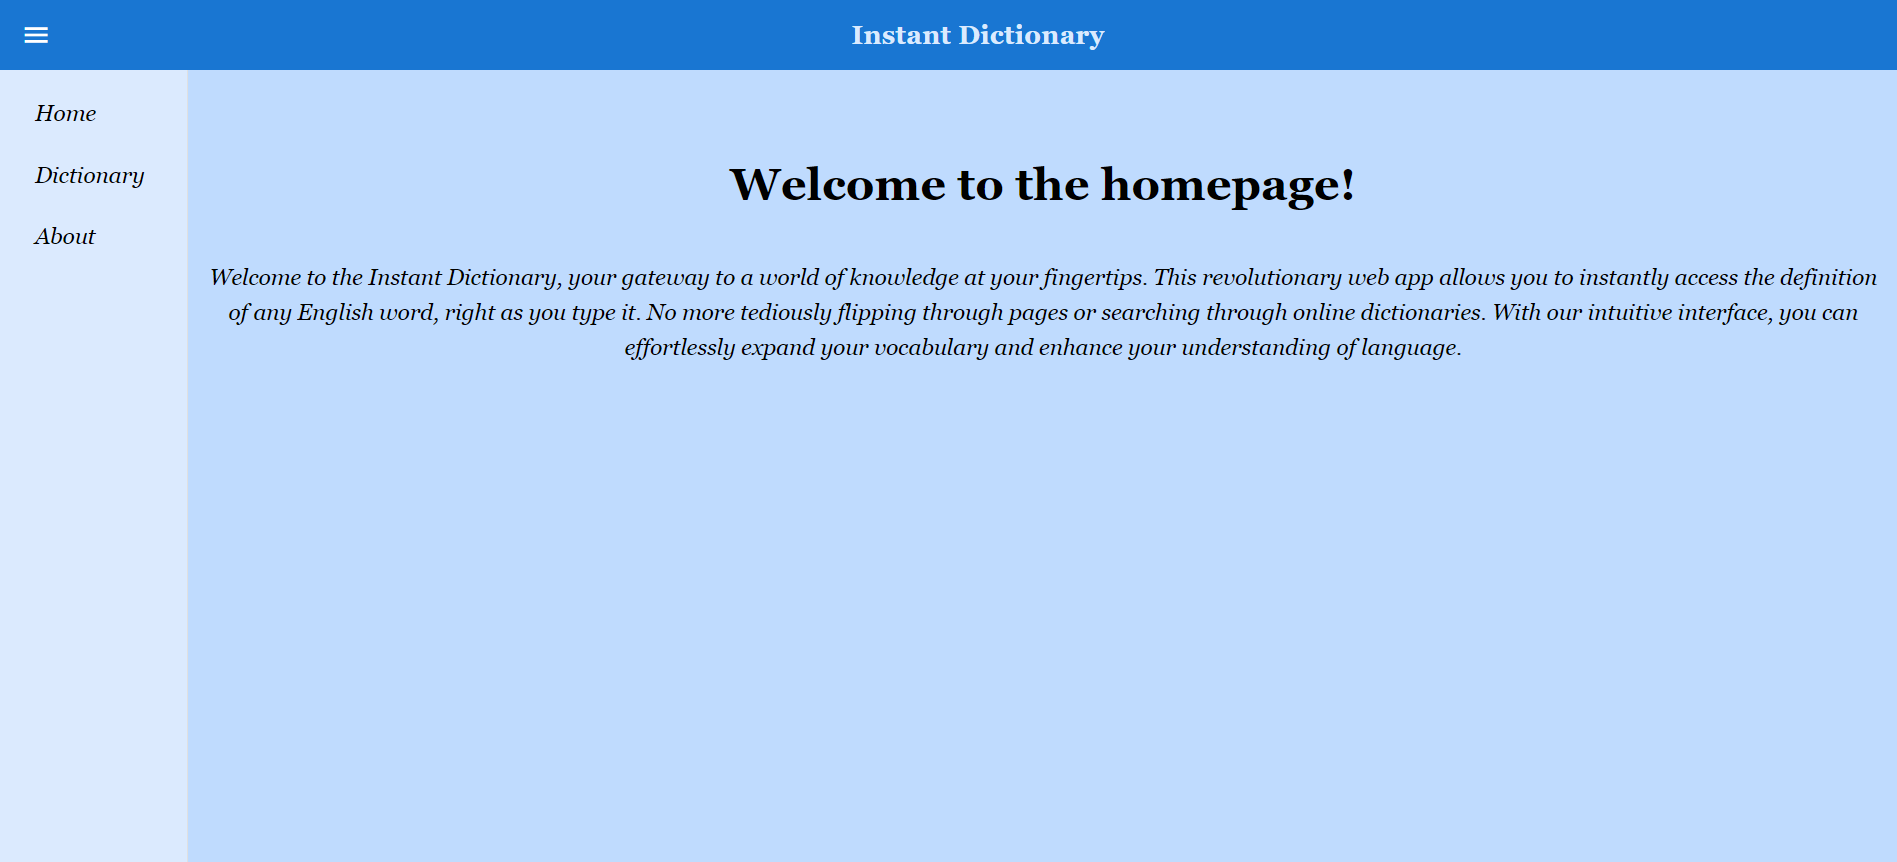 Instant Dictionary
Home
Dictionary
About
Welcome to the homepage!
Welcome to the Instant Dictionary, your gateway to a world of knowledge at your fingertips. This revolutionary web app allows you to instantly access the definition
of any English word, right as you type it. No more tediously flipping through pages or searching through online dictionaries. With our intuitive interface, you can
effortlessly expand your vocabulary and enhance your understanding of language.